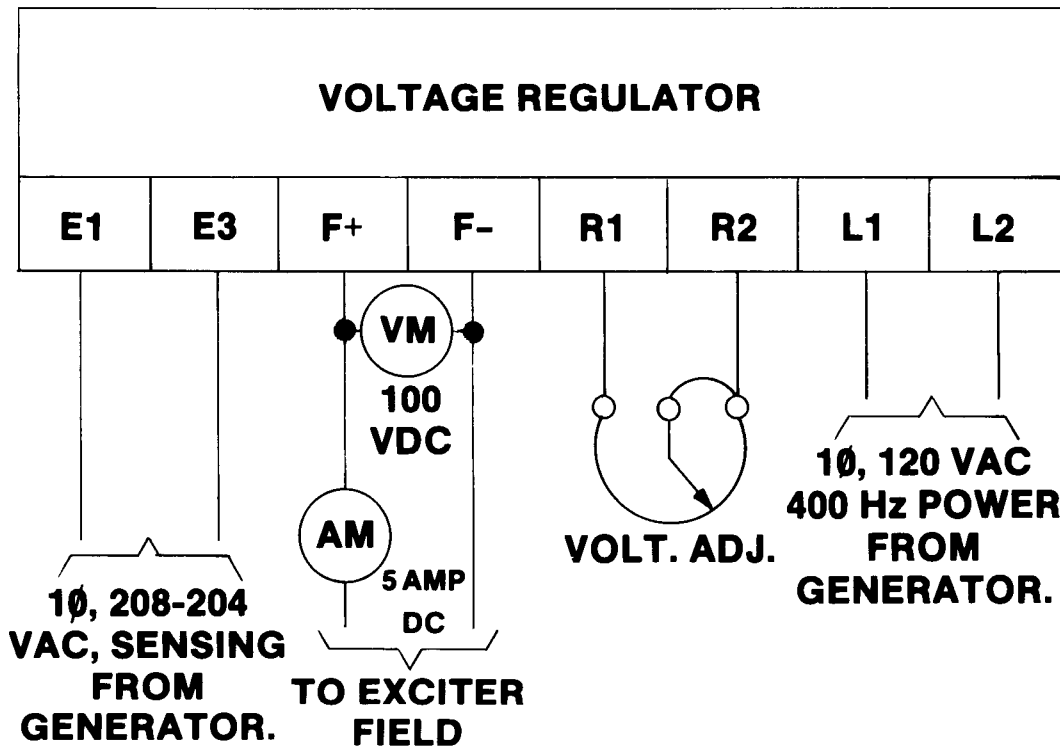 VOLTAGE REGULATOR
E1 E3 F+ F- R1 R2 L1 L2
VM
100
VDC
AM
5 AMP
DC
VOLT. ADJ.
1Ø, 120 VAC
400 Hz POWER
FROM
GENERATOR.
1Ø, 208-204
VAC, SENSING
FROM
GENERATOR.
TO EXCITER
FIELD